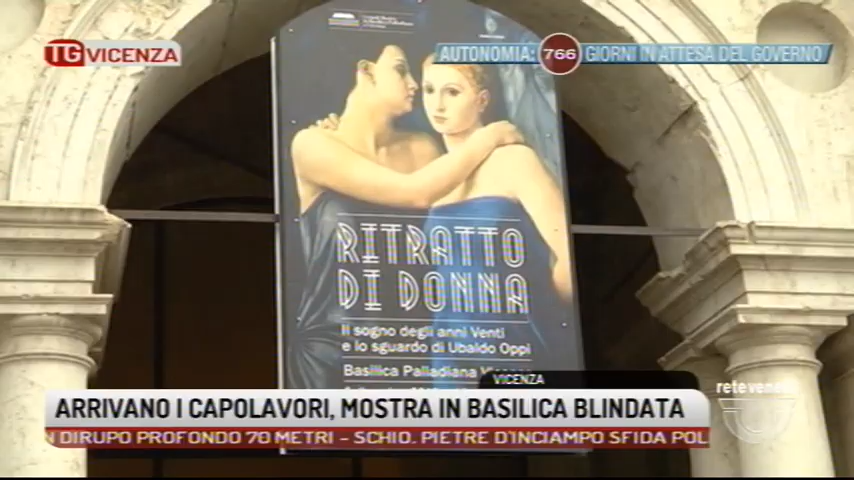 TG VICENZA
AUTONOMIA: 766 GIORNI IN ATTESA DEL GOVERNO
RITRATTO
DI DONNA
Il sogno degli anni Venti
e lo sguardo di Ubaldo Oppi
Basilica Palladiana
VICENZA
ARRIVANO I CAPOLAVORI, MOSTRA IN BASILICA BLINDATA
DIRUPO PROFONDO 70 METRI - SCHIO. PIETRE D'INCIAMPO SFIDA POL